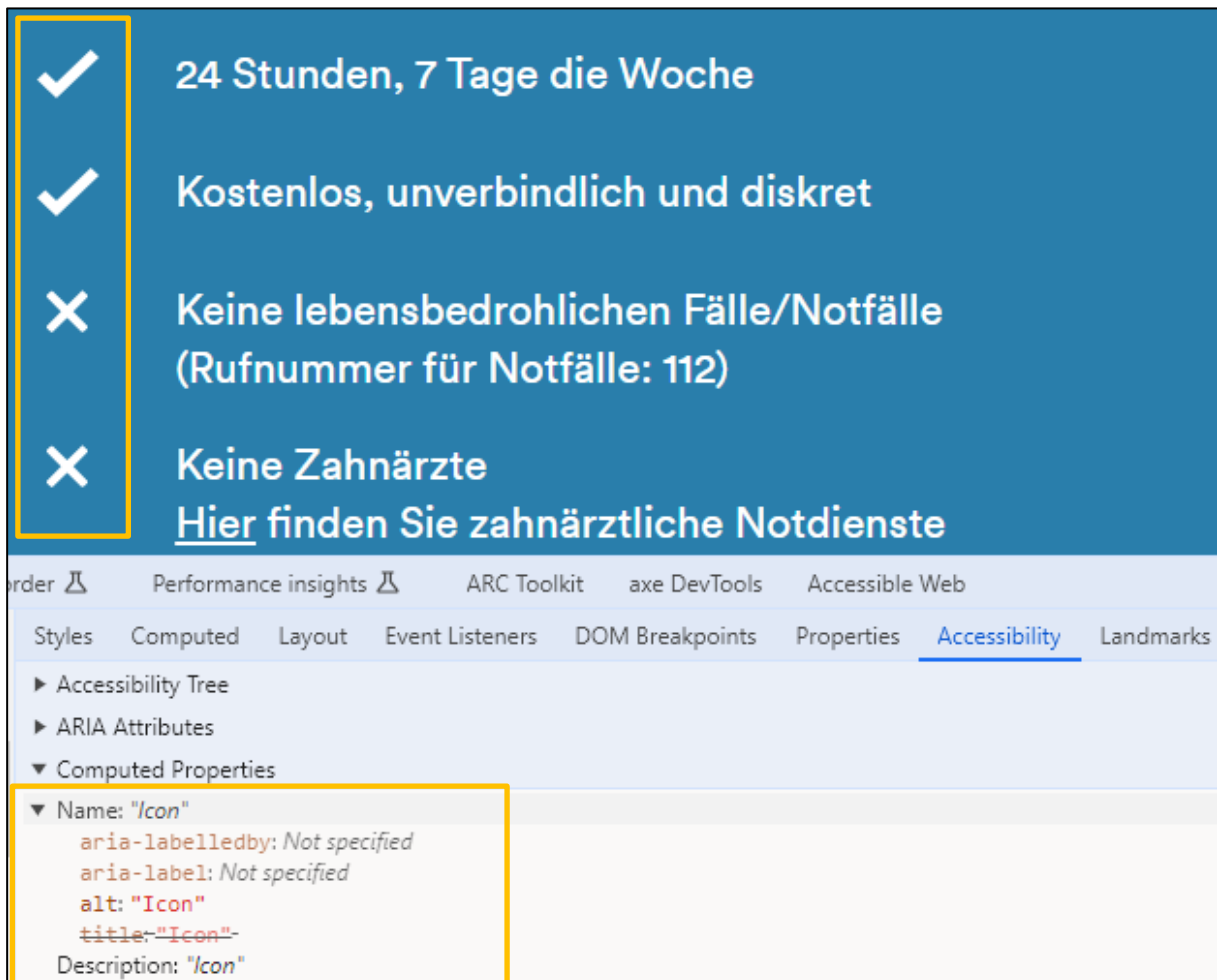 24 Stunden, 7 Tage die Woche
Kostenlos, unverbindlich und diskret
Keine lebensbedrohlichen Fälle/Notfälle
(Rufnummer für Notfälle: 112)
Keine Zahnärzte
Hier finden Sie zahnärztliche Notdienste
order Performance insights ARC Toolkit axe DevTools Accessible Web
Styles Computed Layout Event Listeners DOM Breakpoints Properties Accessibility Landmarks
Accessibility Tree
ARIA Attributes
Computed Properties
Name: "Icon"
aria-labelledby: Not specified
aria-label: Not specified
alt: "Icon"
title: "Icon"
Description: "Icon"